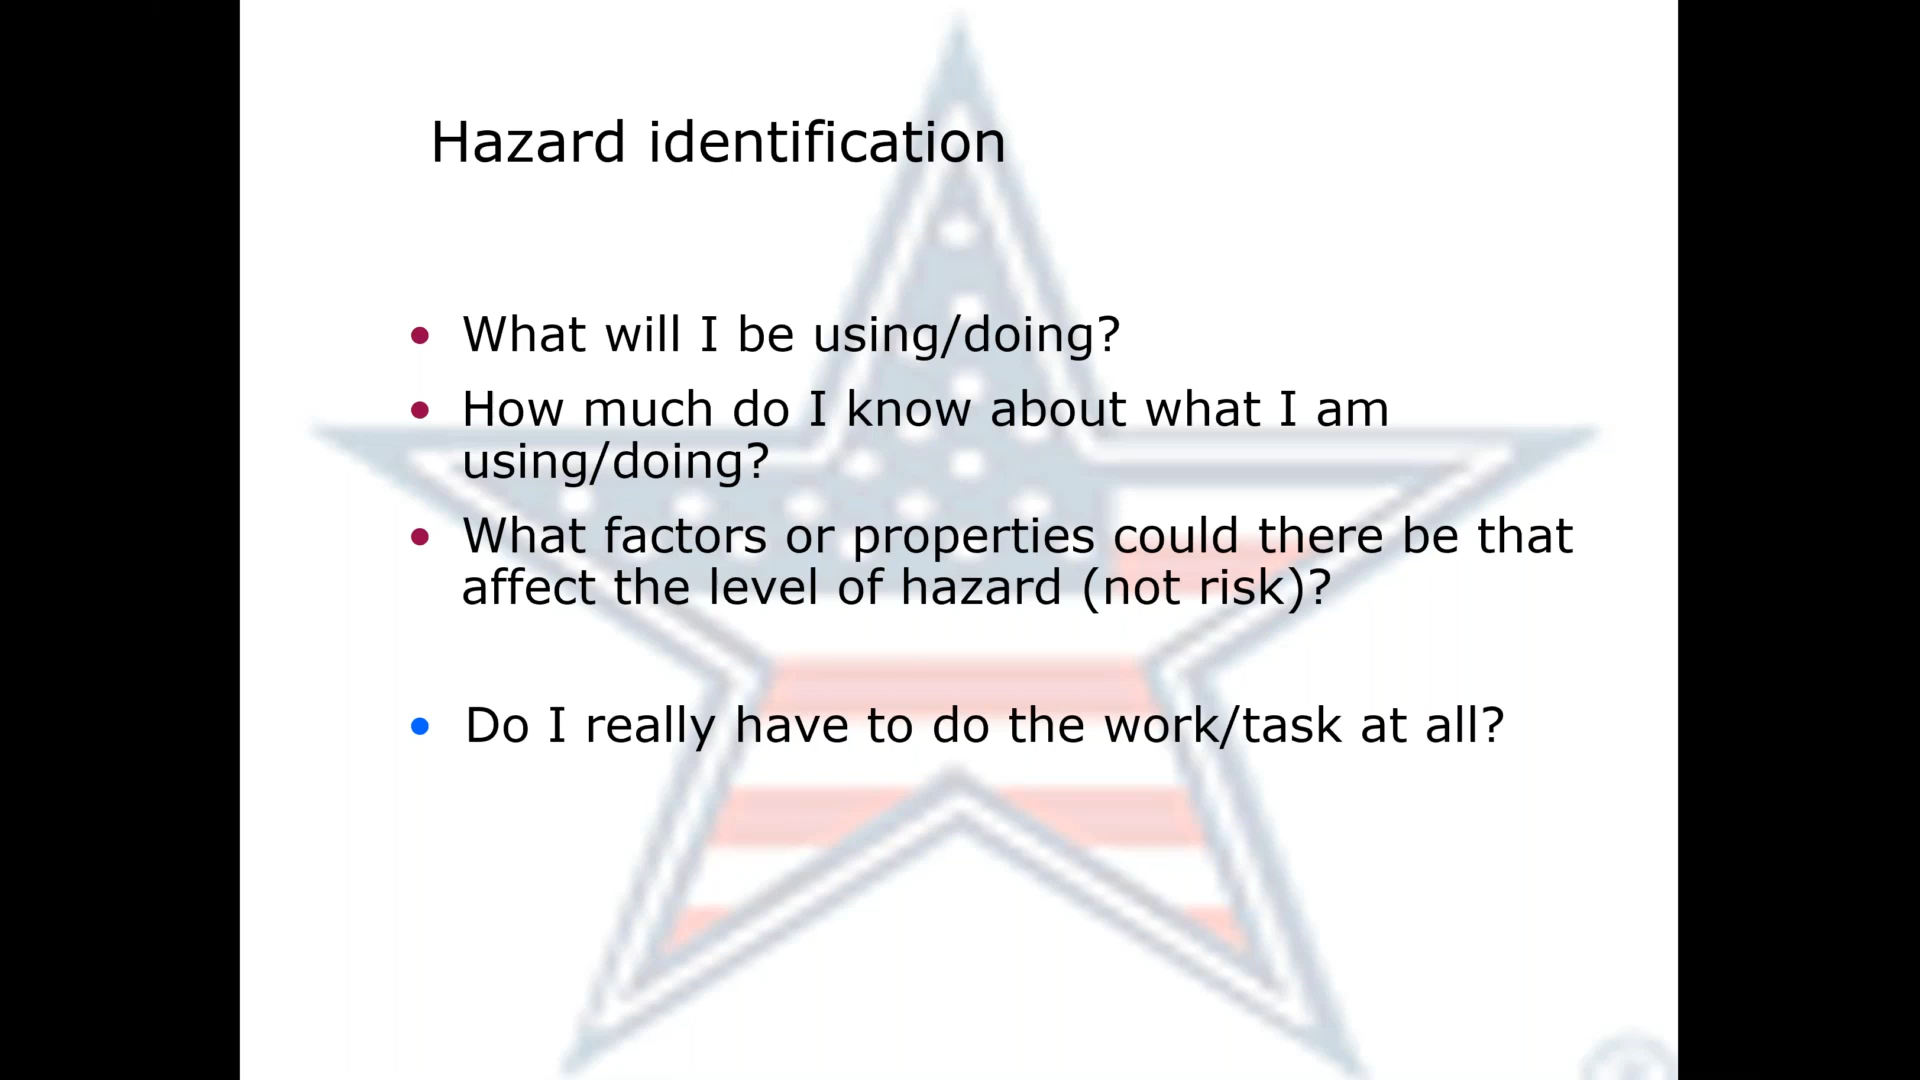 Hazard identification
• What will I be using/doing?
• How much do I know about what I am
using/doing?
• What factors or properties could there be that
affect the level of hazard (not risk)?
• Do I really have to do the work/task at all?